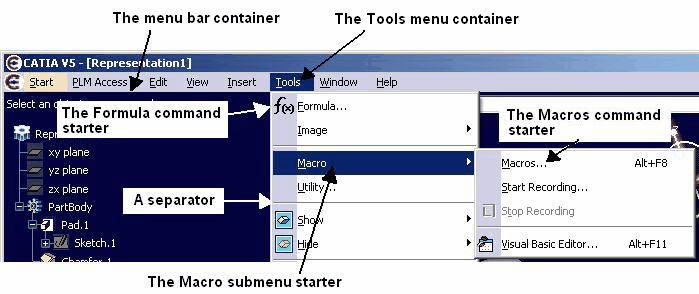 The menu bar container
The Tools menu container
CATIA V5 - [Representation1]
Start PLM Access Edit View Insert Tools Window Help
Select an o
The Formula command
starter
f(x) Formula...
Image
The Macros command
starter
Repr
xy plane
yz plane
zx plane
PartBody
Pad.1
Sketch.1
Chamfer.1
Macro
Utility...
A separator
Show
Hide
Macros... Alt+F8
Start Recording...
Stop Recording
Visual Basic Editor... Alt+F11
The Macro submenu starter